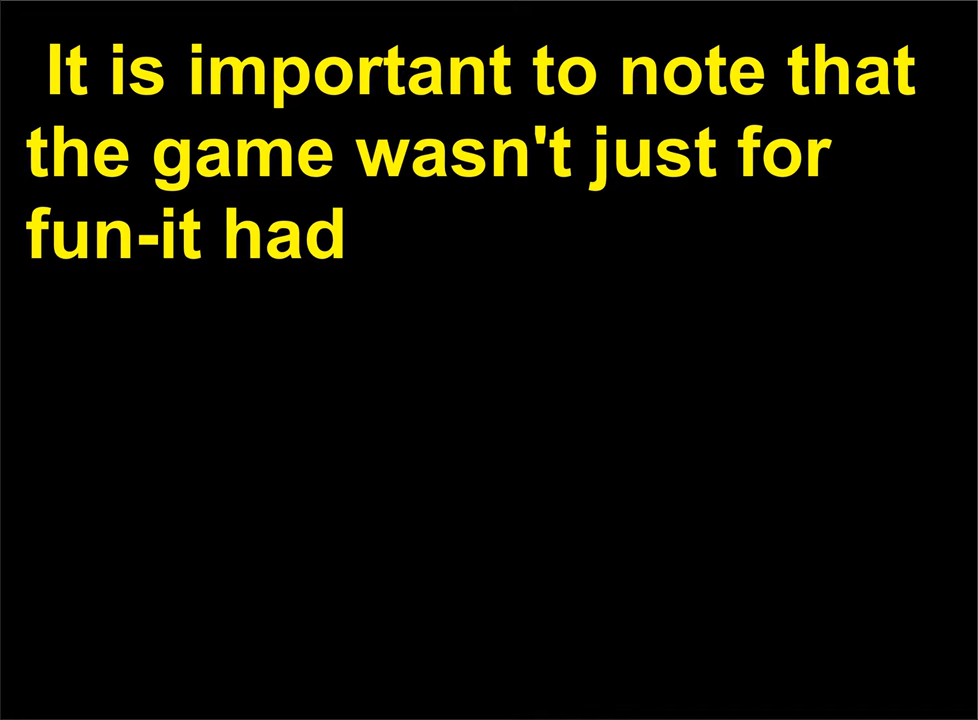 It is important to note that
the game wasn't just for
fun-it had